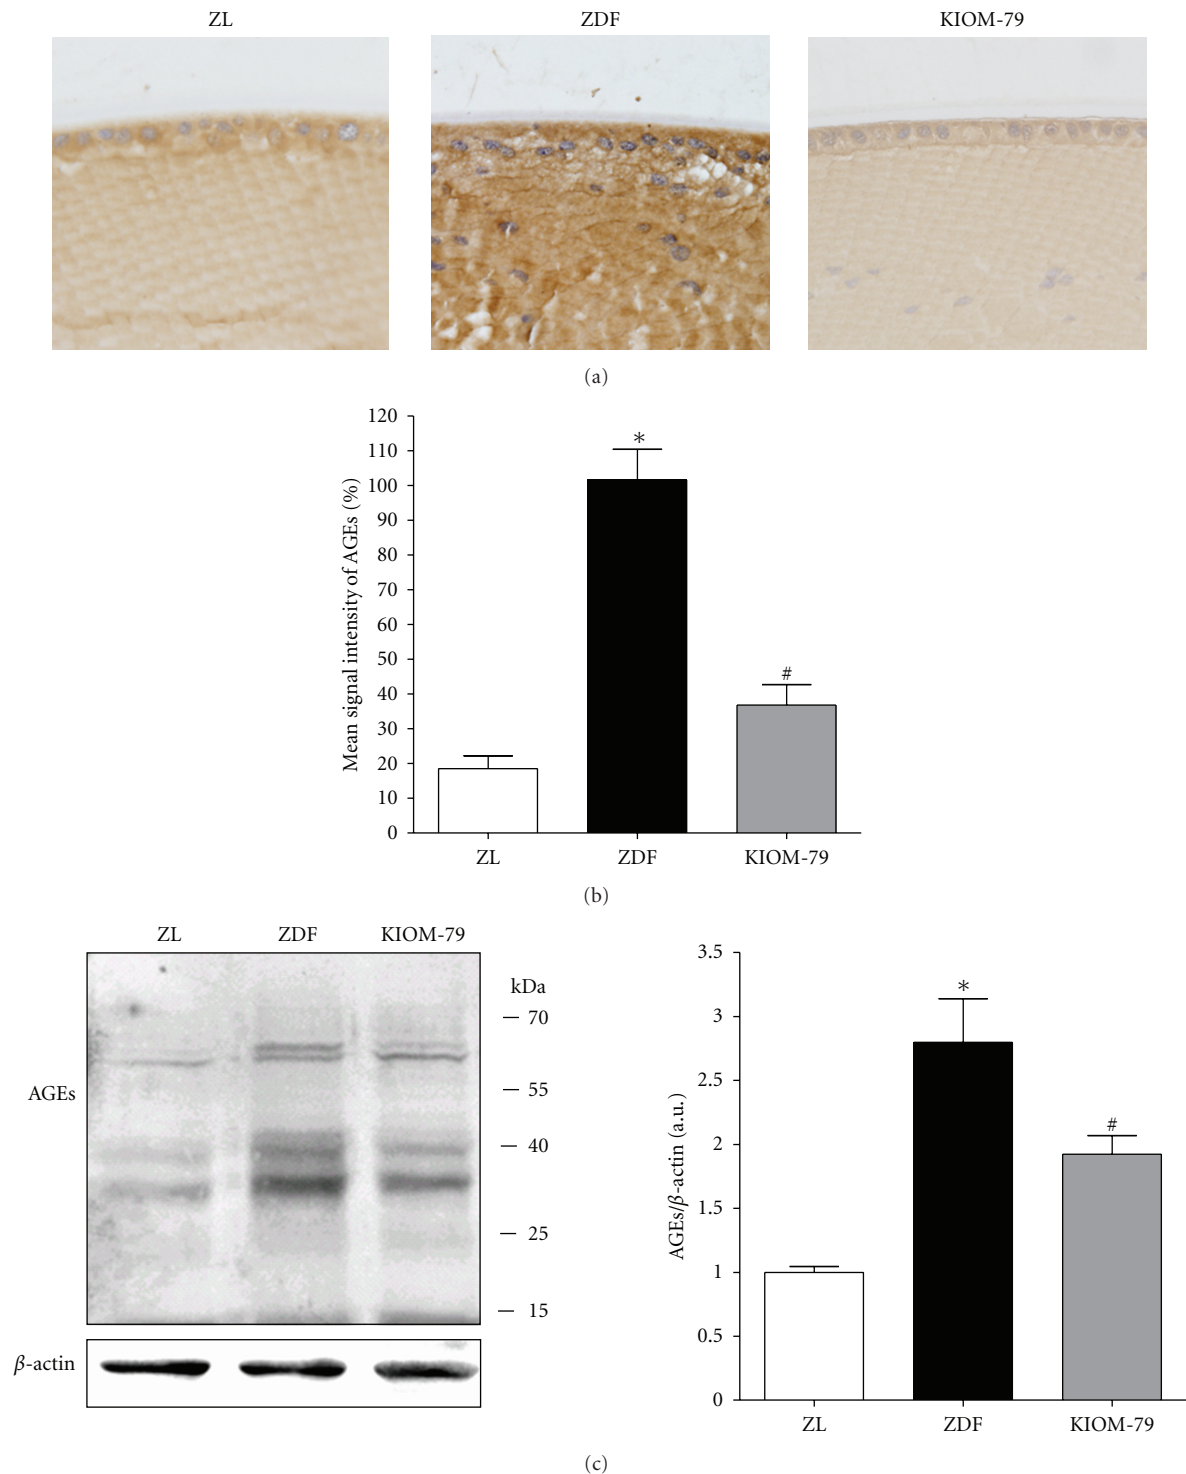 ZL ZDF KIOM-79
(a)
Mean signal intensity of AGEs (%)
120
110
100
90
80
70
60
50
40
30
20
10
0
*
#
ZL ZDF KIOM-79
(b)
ZL ZDF KIOM-79
kDa
70
55
40
25
15
AGEs
β-actin
AGEs/β-actin (a.u.)
3.5
3
2.5
2
1.5
1
0.5
0
*
#
ZL ZDF KIOM-79
(c)